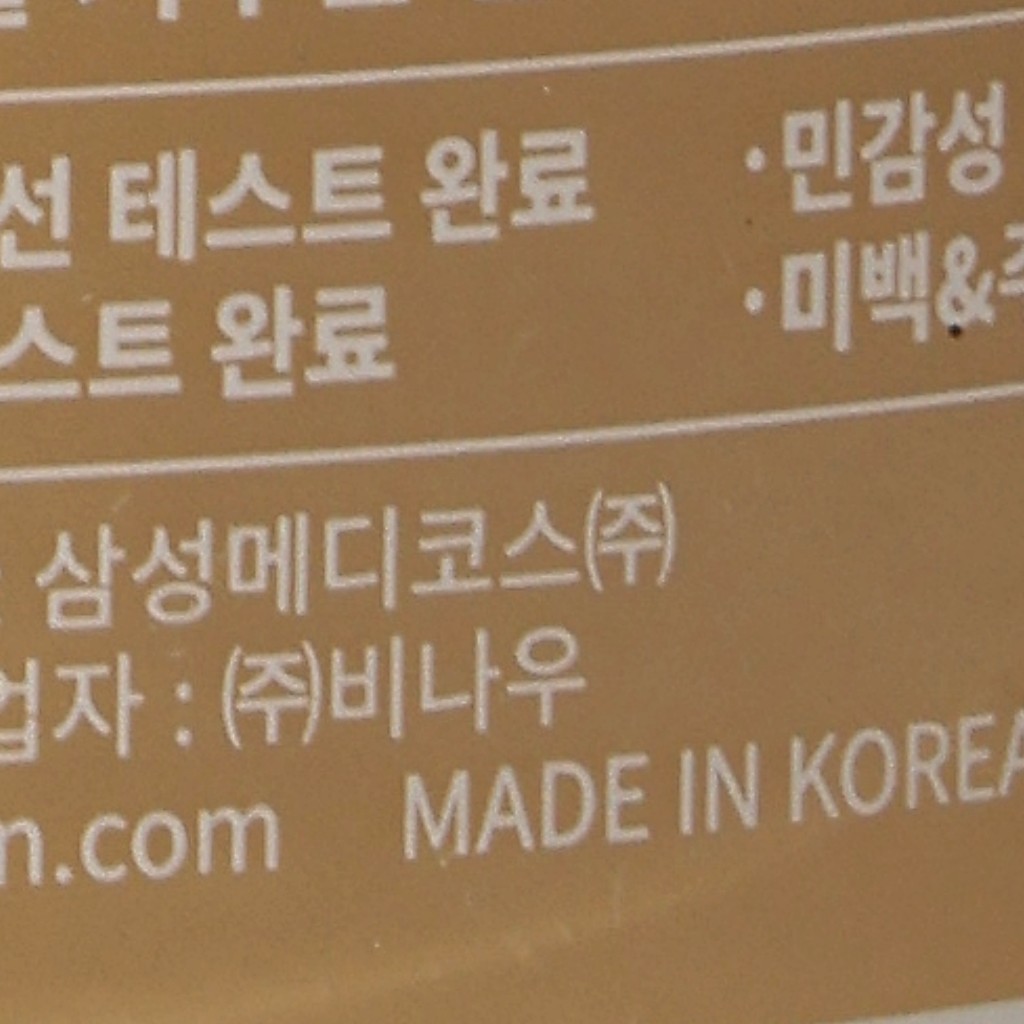 선 테스트 완료
스트 완료
·민감성
·미백&
삼성메디코스㈜
업자 : ㈜비나우
m.com MADE IN KOREA